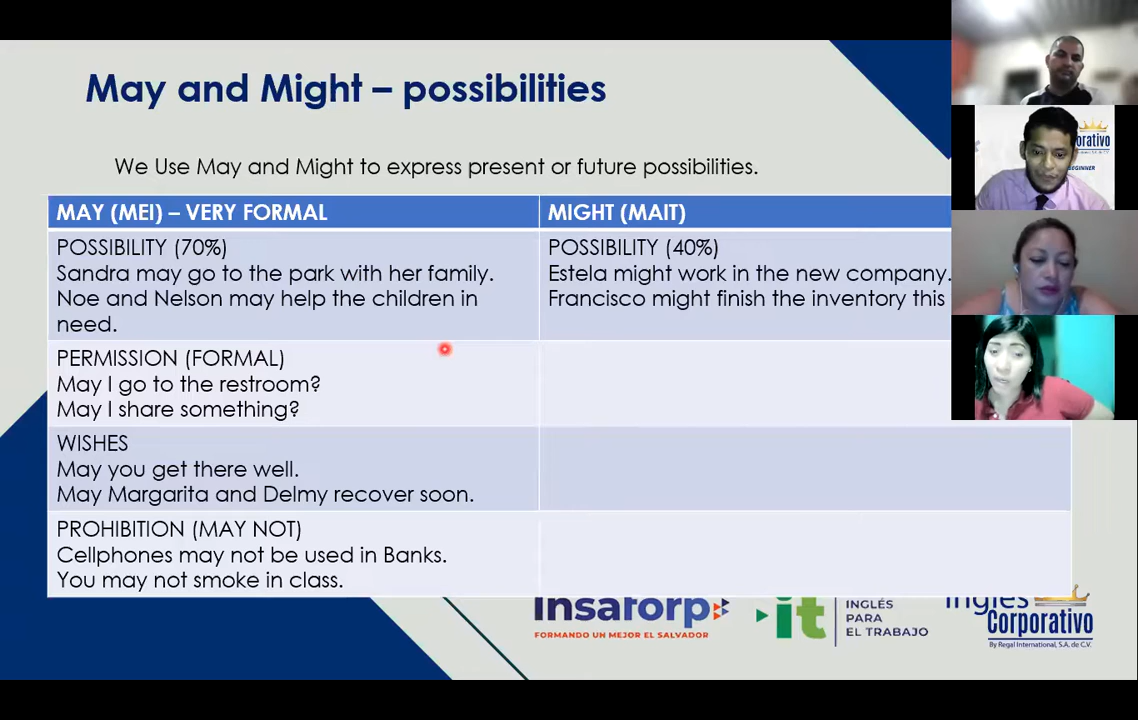 May and Might – possibilities
We Use May and Might to express present or future possibilities.
MAY (MEI) – VERY FORMAL
MIGHT (MAIT)
POSSIBILITY (70%)
Sandra may go to the park with her family.
Noe and Nelson may help the children in
need.
POSSIBILITY (40%)
Estela might work in the new company.
Francisco might finish the inventory this
PERMISSION (FORMAL)
May I go to the restroom?
May I share something?
WISHES
May you get there well.
May Margarita and Delmy recover soon.
PROHIBITION (MAY NOT)
Cellphones may not be used in Banks.
You may not smoke in class.
Insaforp
FORMANDO UN MEJOR EL SALVADOR
it
INGLÉS
PARA
EL TRABAJO
Inglés
Corporativo
By Regal International, S.A. de C.V.